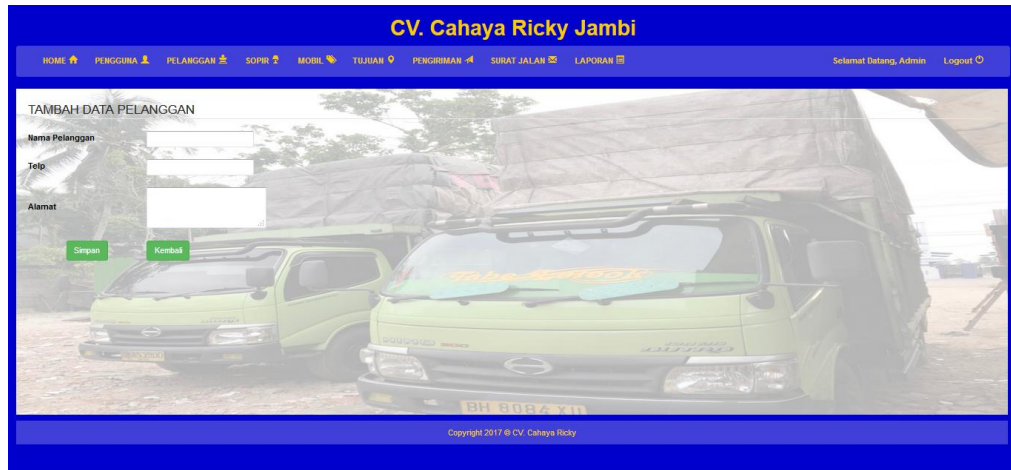 CV. Cahaya Ricky Jambi
HOME PENGGUNA PELANGGAN SOPIR MOBIL TUJUAN PENGIRIMAN SURAT JALAN LAPORAN Selamat Datang, Admin Logout
TAMBAH DATA PELANGGAN
Nama Pelanggan
Telp
Alamat
Simpan Kembali
BH 8084 XU
Copyright 2017 © CV. Cahaya Ricky